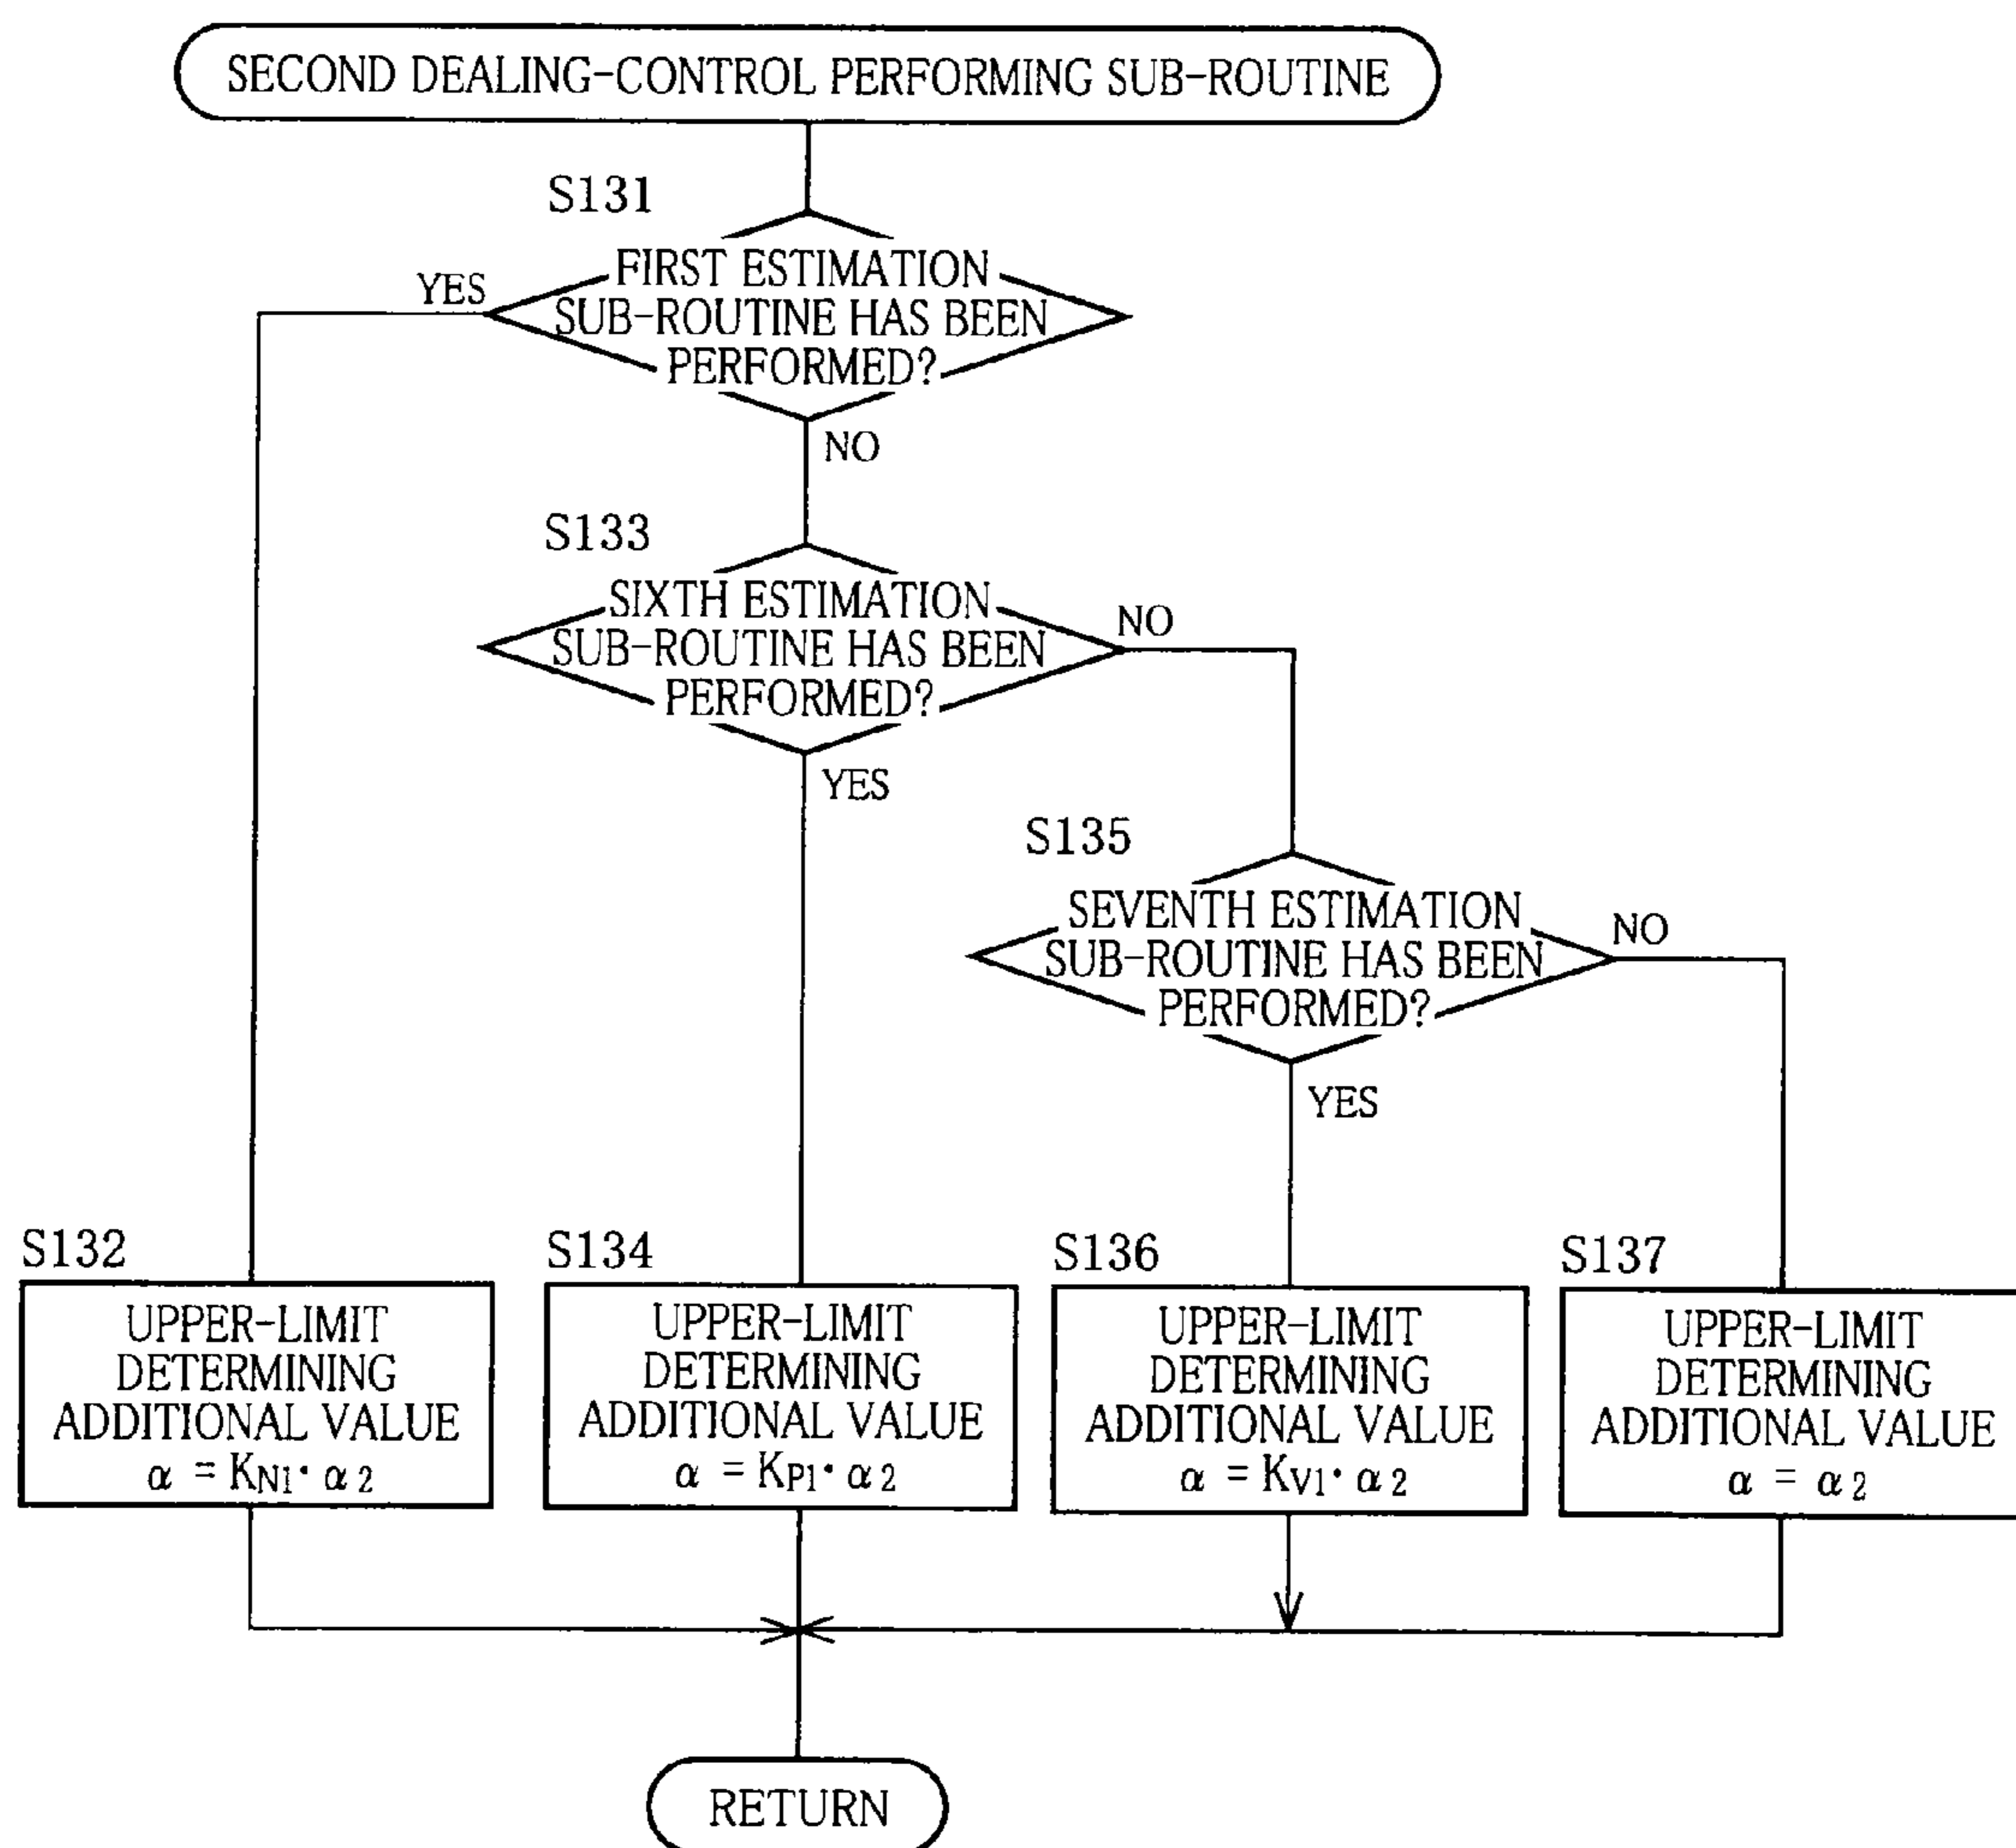 SECOND DEALING-CONTROL PERFORMING SUB-ROUTINE
S131
FIRST ESTIMATION
SUB-ROUTINE HAS BEEN
PERFORMED?
YES
NO
S133
SIXTH ESTIMATION
SUB-ROUTINE HAS BEEN
PERFORMED?
NO
YES
S135
SEVENTH ESTIMATION
SUB-ROUTINE HAS BEEN
PERFORMED?
NO
YES
S132
UPPER-LIMIT
DETERMINING
ADDITIONAL VALUE
α = KN1· α2
S134
UPPER-LIMIT
DETERMINING
ADDITIONAL VALUE
α = KP1· α2
S136
UPPER-LIMIT
DETERMINING
ADDITIONAL VALUE
α = KV1· α2
S137
UPPER-LIMIT
DETERMINING
ADDITIONAL VALUE
α = α2
RETURN